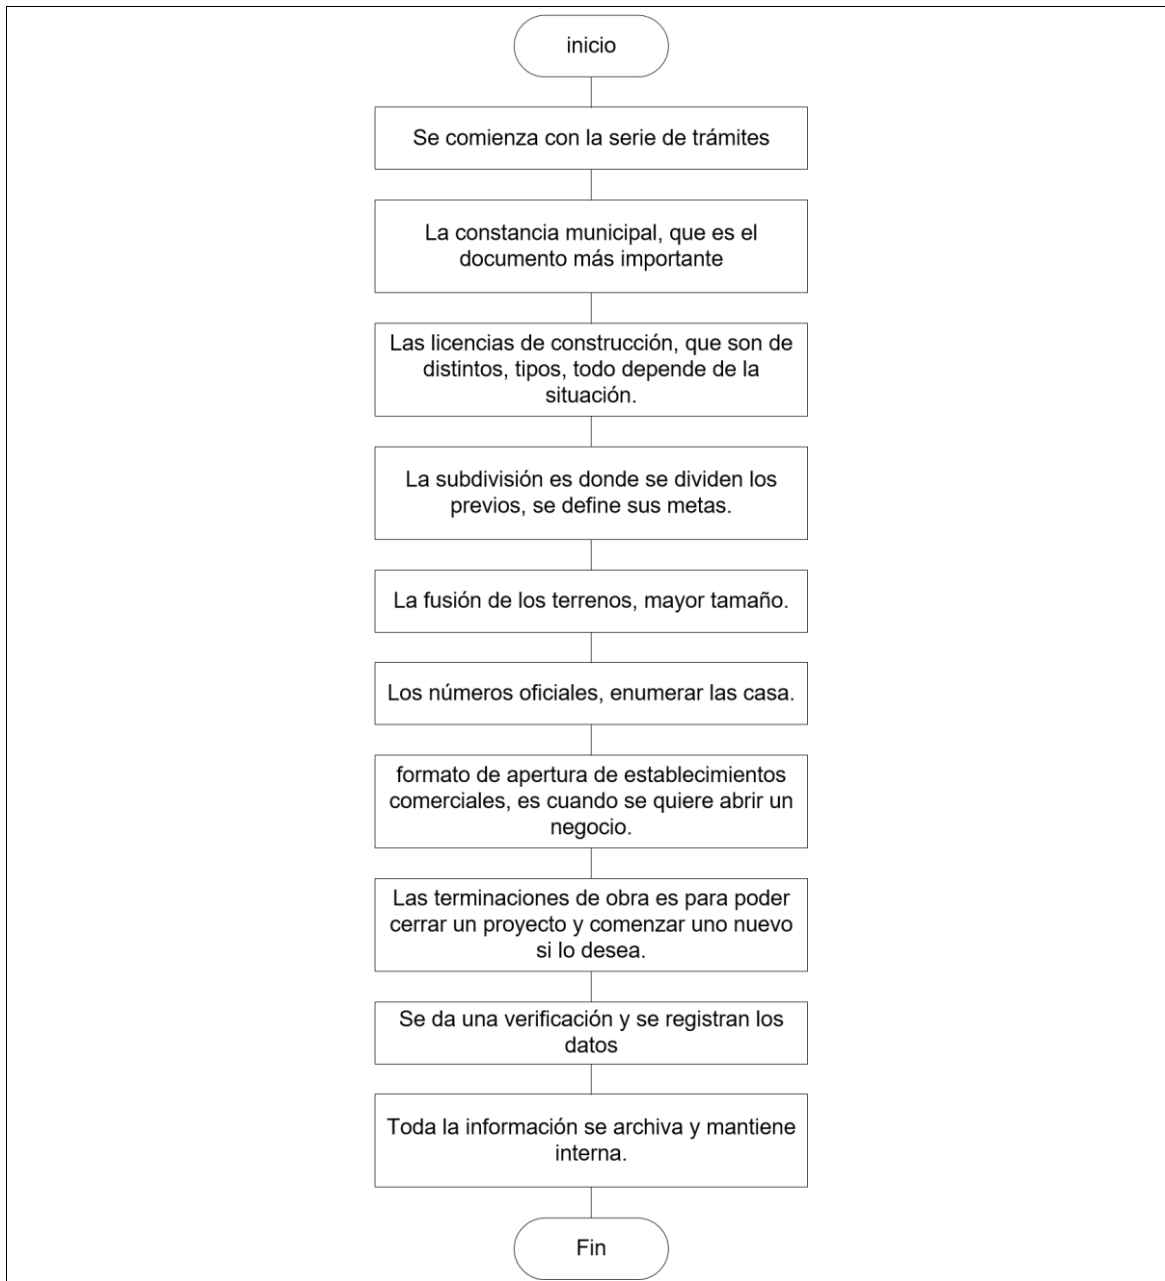 inicio
Se comienza con la serie de trámites
La constancia municipal, que es el
documento más importante
Las licencias de construcción, que son de
distintos, tipos, todo depende de la
situación.
La subdivisión es donde se dividen los
previos, se define sus metas.
La fusión de los terrenos, mayor tamaño.
Los números oficiales, enumerar las casa.
formato de apertura de establecimientos
comerciales, es cuando se quiere abrir un
negocio.
Las terminaciones de obra es para poder
cerrar un proyecto y comenzar uno nuevo
si lo desea.
Se da una verificación y se registran los
datos
Toda la información se archiva y mantiene
interna.
Fin